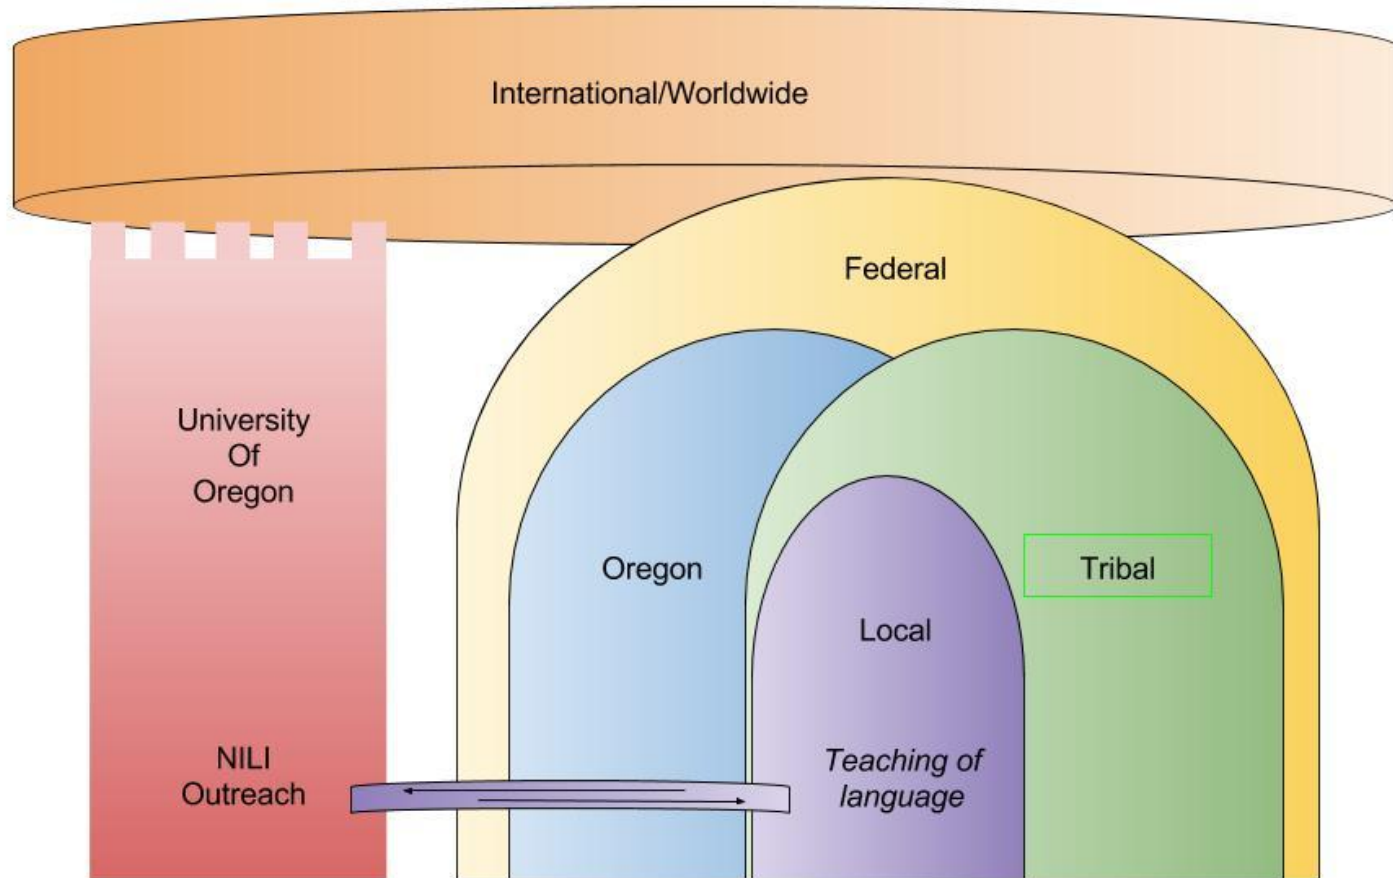 International/Worldwide
Federal
University
Of
Oregon
Oregon
Tribal
Local
NILI
Outreach
Teaching of
language